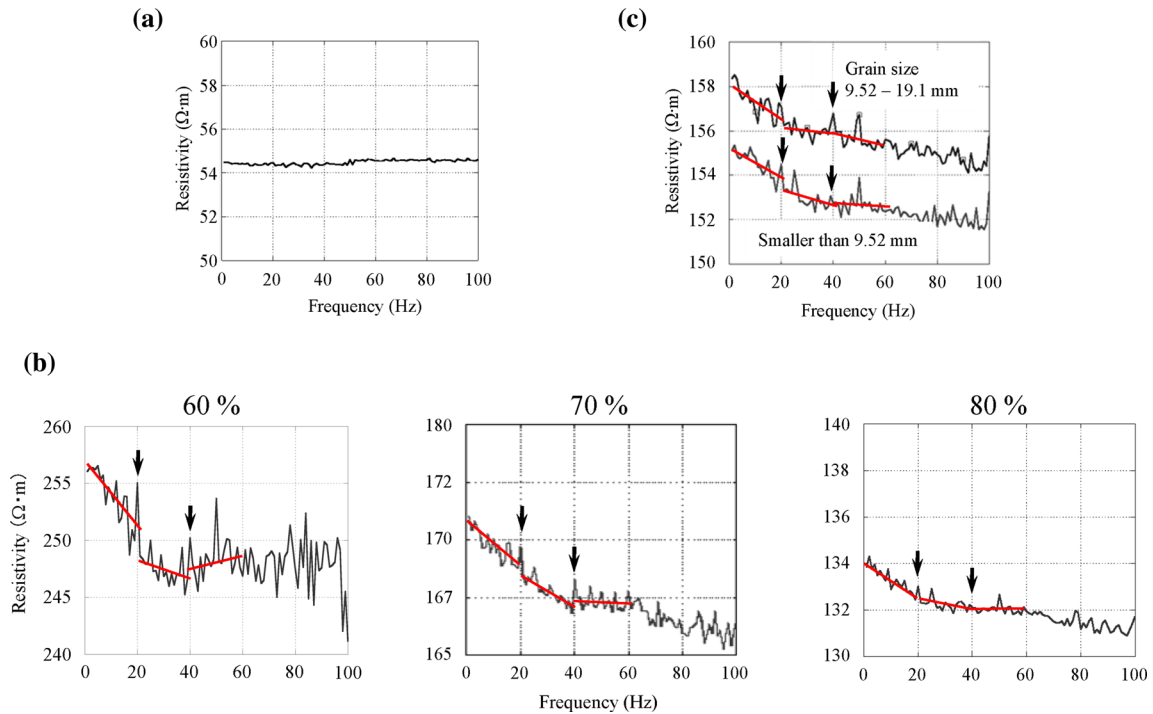 (a)
60
58
56
54
52
50
Resistivity (Ω·m)
0 20 40 60 80 100
Frequency (Hz)
(c)
160
158
156
154
152
150
Resistivity (Ω·m)
Grain size
9.52 – 19.1 mm
Smaller than 9.52 mm
0 20 40 60 80 100
Frequency (Hz)
(b)
60 %
260
255
250
245
240
Resistivity (Ω・m)
0 20 40 60 80 100
70 %
180
172
170
167
165
0 20 40 60 80 100
Frequency (Hz)
80 %
140
138
136
134
132
130
0 20 40 60 80 100